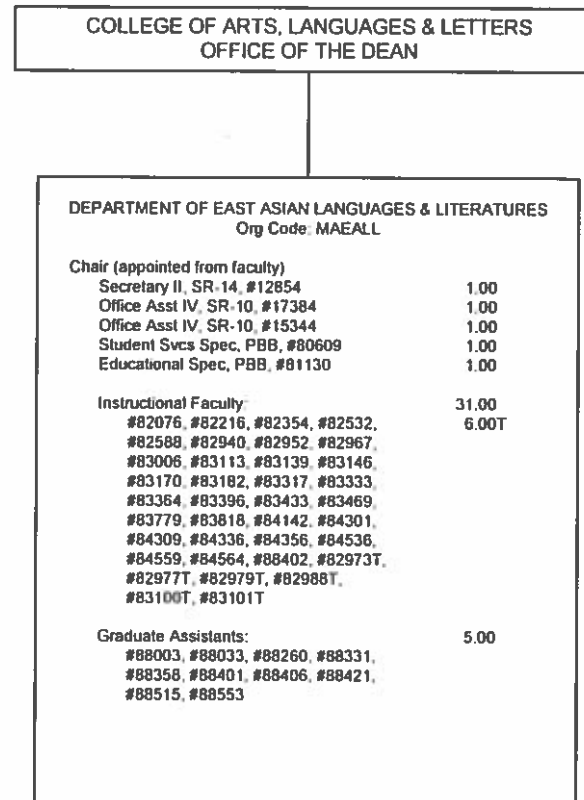 COLLEGE OF ARTS, LANGUAGES & LETTERS
OFFICE OF THE DEAN
DEPARTMENT OF EAST ASIAN LANGUAGES & LITERATURES
Org Code: MAEALL
Chair (appointed from faculty)
Secretary II, SR-14, #12854 1.00
Office Asst IV, SR-10, #17384 1.00
Office Asst IV, SR-10, #15344 1.00
Student Svcs Spec, PBB, #80609 1.00
Educational Spec, PBB, #81130 1.00
Instructional Faculty: 31.00
#82076, #82216, #82354, #82532, 6.00T
#82588, #82940, #82952, #82967,
#83006, #83113, #83139, #83146,
#83170, #83182, #83317, #83333,
#83364, #83396, #83433, #83469,
#83779, #83818, #84142, #84301,
#84309, #84336, #84356, #84536,
#84559, #84564, #88402, #82973T,
#82977T, #82979T, #82988T,
#83100T, #83101T
Graduate Assistants: 5.00
#88003, #88033, #88260, #88331,
#88358, #88401, #88406, #88421,
#88515, #88553